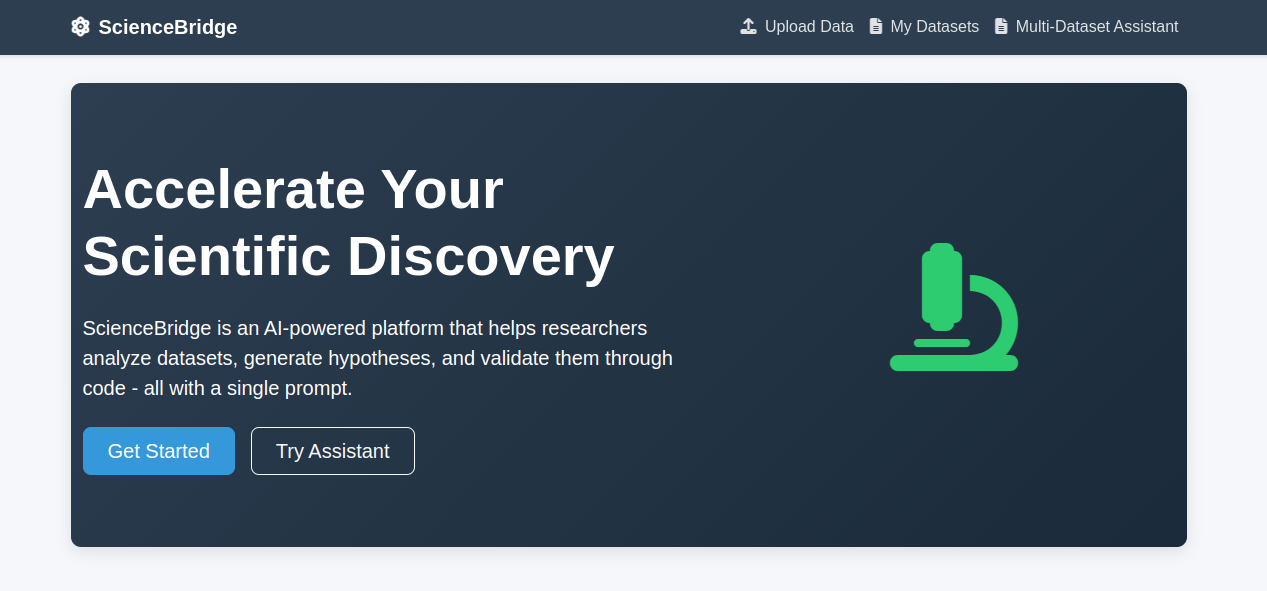 ScienceBridge
Upload Data
My Datasets
Multi-Dataset Assistant
Accelerate Your
Scientific Discovery
ScienceBridge is an AI-powered platform that helps researchers
analyze datasets, generate hypotheses, and validate them through
code - all with a single prompt.
Get Started
Try Assistant